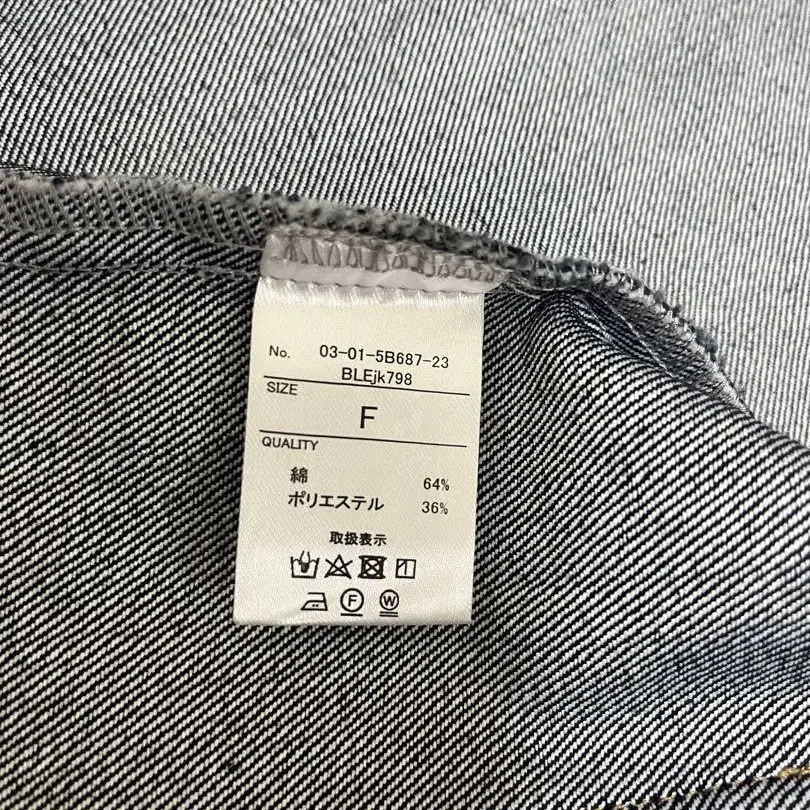 No. 03-01-5B687-23
BLEjk798
SIZE
F
QUALITY
綿 64%
ポリエステル 36%
取扱表示
F W